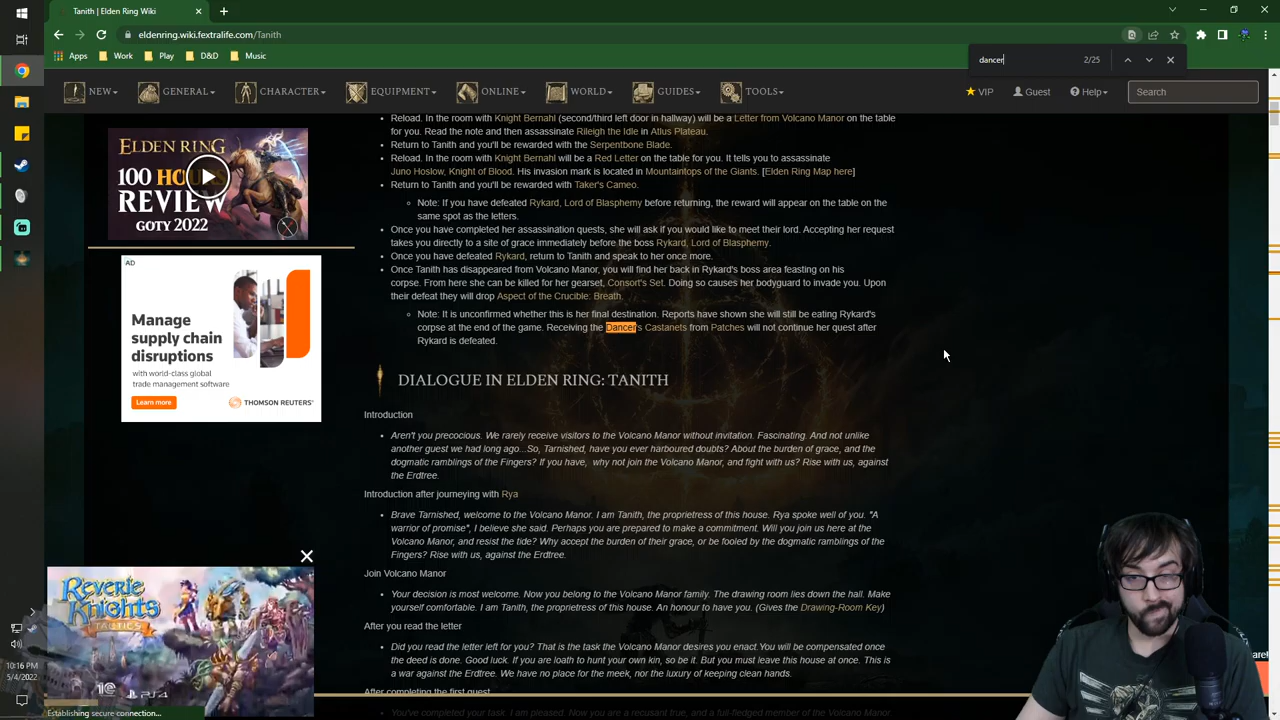 Tanith | Elden Ring Wiki
eldenring.wiki.fextralife.com/Tanith
Apps Work Play D&D Music
dancer 2/25
NEW GENERAL CHARACTER EQUIPMENT ONLINE WORLD GUIDES TOOLS VIP Guest Help Search
Reload. In the room with Knight Bernahl (second/third left door in hallway) will be a Letter from Volcano Manor on the table
for you. Read the note and then assassinate Rileigh the Idle in Atlus Plateau.
Return to Tanith and you'll be rewarded with the Serpentbone Blade.
Reload. In the room with Knight Bernahl will be a Red Letter on the table for you. It tells you to assassinate
Juno Hoslow, Knight of Blood. His invasion mark is located in Mountaintops of the Giants. [Elden Ring Map here]
Return to Tanith and you'll be rewarded with Taker's Cameo.
Note: If you have defeated Rykard, Lord of Blasphemy before returning, the reward will appear on the table on the
same spot as the letters.
Once you have completed her assassination quests, she will ask if you would like to meet their lord. Accepting her request
takes you directly to a site of grace immediately before the boss Rykard, Lord of Blasphemy.
Once you have defeated Rykard, return to Tanith and speak to her once more.
Once Tanith has disappeared from Volcano Manor, you will find her back in Rykard's boss area feasting on his
corpse. From here she can be killed for her gearset, Consort's Set. Doing so causes her bodyguard to invade you. Upon
their defeat they will drop Aspect of the Crucible: Breath.
Note: It is unconfirmed whether this is her final destination. Reports have shown she will still be eating Rykard's
corpse at the end of the game. Receiving the Dancer's Castanets from Patches will not continue her quest after
Rykard is defeated.
DIALOGUE IN ELDEN RING: TANITH
Introduction
Aren't you precocious. We rarely receive visitors to the Volcano Manor without invitation. Fascinating. And not unlike
another guest we had long ago...So, Tarnished, have you ever harboured doubts? About the burden of grace, and the
dogmatic ramblings of the Fingers? If you have, why not join the Volcano Manor, and fight with us? Rise with us, against
the Erdtree.
Introduction after journeying with Rya
Brave Tarnished, welcome to the Volcano Manor. I am Tanith, the proprietress of this house. Rya spoke well of you. "A
warrior of promise", I believe she said. Perhaps you are prepared to make a commitment. Will you join us here at the
Volcano Manor, and resist the tide? Why accept the burden of their grace, or be fooled by the dogmatic ramblings of the
Fingers? Rise with us, against the Erdtree.
Join Volcano Manor
Your decision is most welcome. Now you belong to the Volcano Manor family. The drawing room lies down the hall. Make
yourself comfortable. I am Tanith, the proprietress of this house. An honour to have you. (Gives the Drawing-Room Key)
After you read the letter
Did you read the letter left for you? That is the task the Volcano Manor desires you enact.You will be compensated once
the deed is done. Good luck. If you are loath to hunt your own kin, so be it. But you must leave this house at once. This is
a war against the Erdtree. We have no place for the meek, nor the luxury of keeping clean hands.
After completing the first quest
You've completed your task. I am pleased. Now you are a recusant true, and a full-fledged member of the Volcano Manor
ELDEN RING
100 HOUR
REVIEW
GOTY 2022
AD
Manage
supply chain
disruptions
with world-class global
trade management software
Learn more
THOMSON REUTERS
Reverie
Knights
TACTICS
PS4
Establishing secure connection...
10:16 PM
5/4/2022